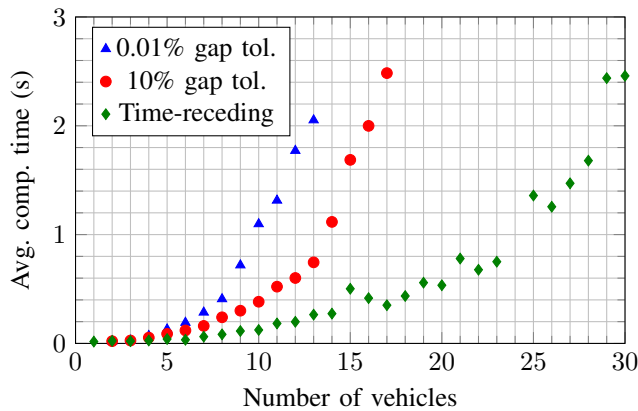 3
2
1
0
0.01% gap tol.
10% gap tol.
Time-receding
Avg. comp. time (s)
0 5 10 15 20 25 30
Number of vehicles